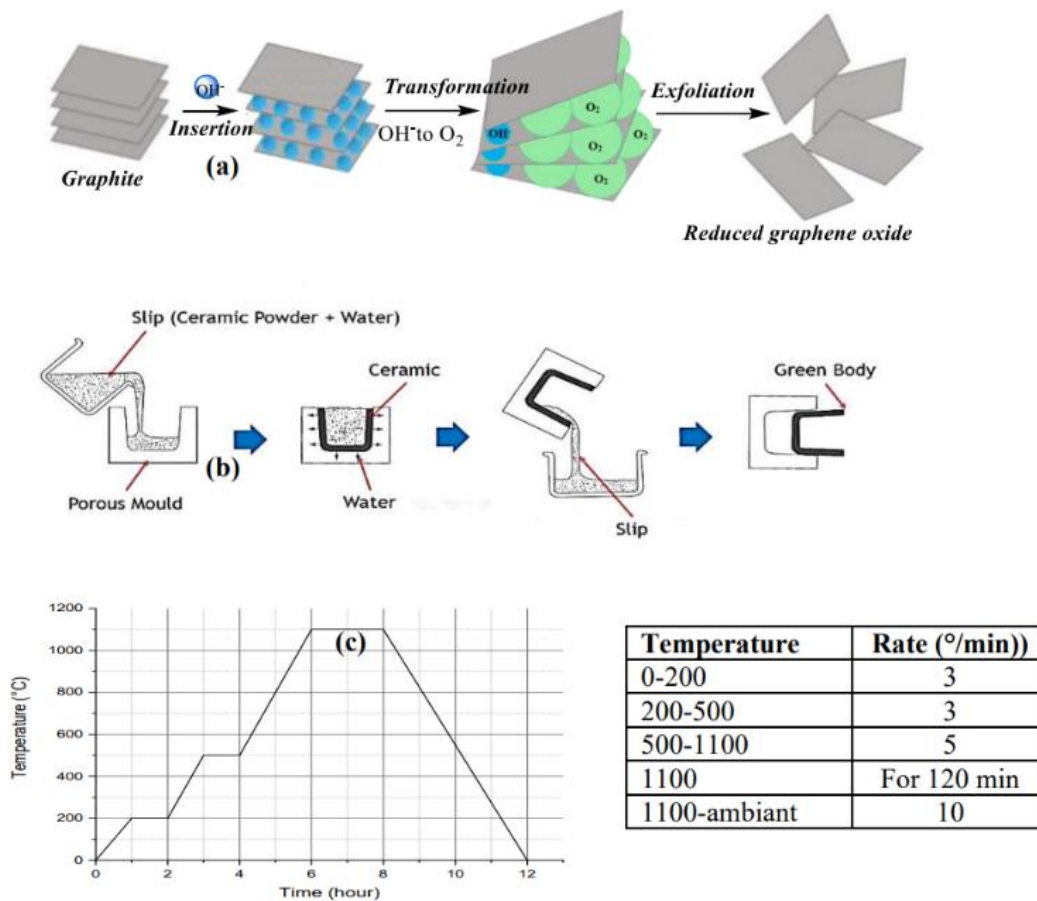 OH-
Insertion
Transformation
OH- to O2
Exfoliation
Graphite
(a)
OH
O2
O2
O2
O2
O2
Reduced graphene oxide
Slip (Ceramic Powder + Water)
Ceramic
Green Body
(b)
Porous Mould
Water
Slip
(c)
Temperature (°C)
1200
1000
800
600
400
200
0
0 2 4 6 8 10 12
Time (hour)
Temperature Rate (°/min))
0-200 3
200-500 3
500-1100 5
1100 For 120 min
1100-ambiant 10